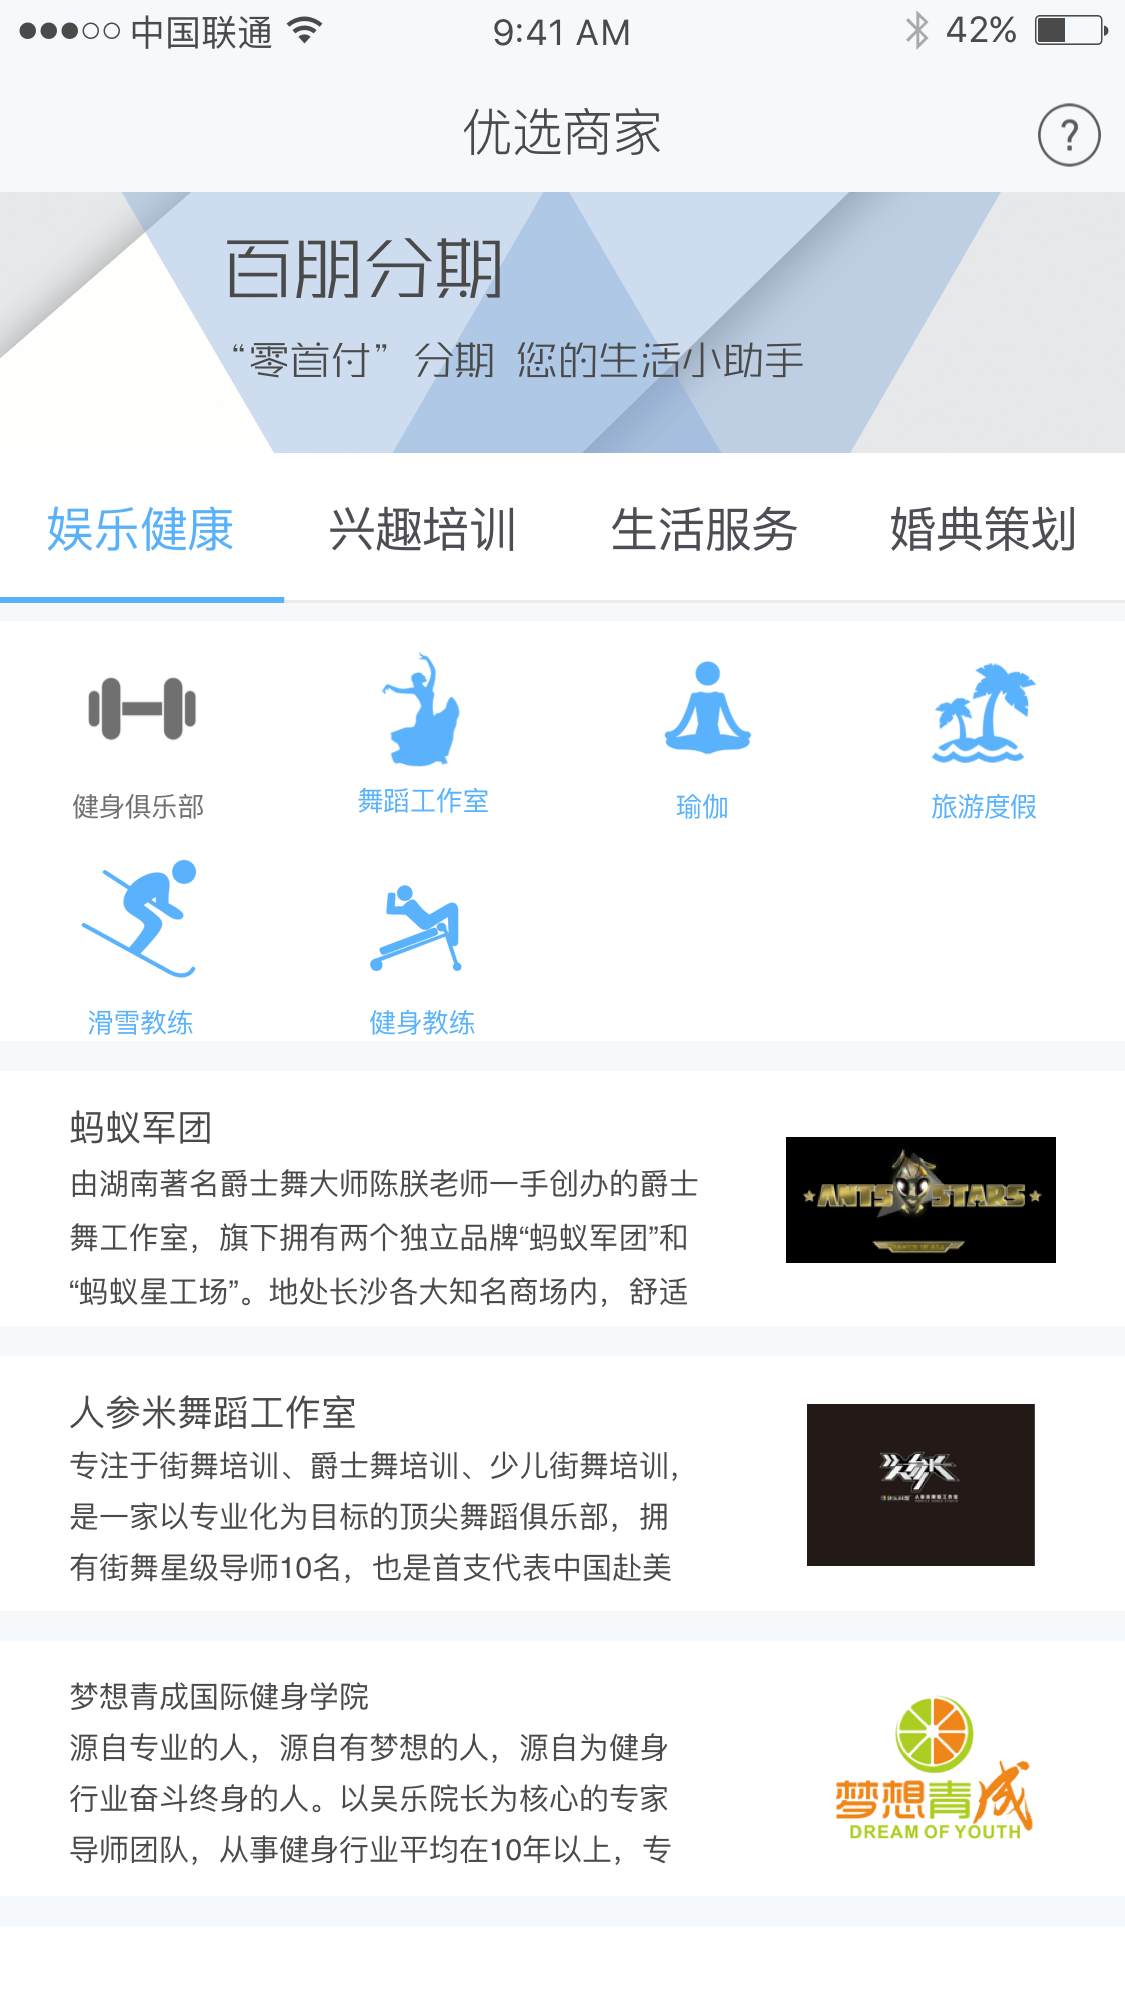 中国联通
9:41 AM
42%
优选商家
?
百朋分期
“零首付” 分期 您的生活小助手
娱乐健康 兴趣培训 生活服务 婚典策划
健身俱乐部 舞蹈工作室 瑜伽 旅游度假
滑雪教练 健身教练
蚂蚁军团
由湖南著名爵士舞大师陈朕老师一手创办的爵士
舞工作室，旗下拥有两个独立品牌“蚂蚁军团”和
“蚂蚁星工场”。地处长沙各大知名商场内，舒适
ANTS STARS
人参米舞蹈工作室
专注于街舞培训、爵士舞培训、少儿街舞培训，
是一家以专业化为目标的顶尖舞蹈俱乐部，拥
有街舞星级导师10名，也是首支代表中国赴美
梦想青成国际健身学院
源自专业的人，源自有梦想的人，源自为健身
行业奋斗终身的人。以吴乐院长为核心的专家
导师团队，从事健身行业平均在10年以上，专
梦想青成
DREAM OF YOUTH